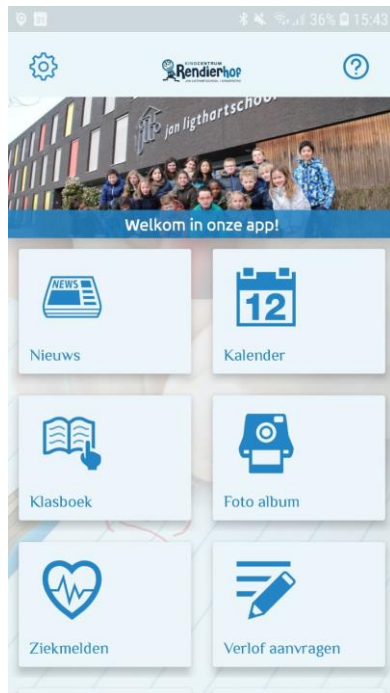 36% 15:43
KINDCENTRUM
Rendierhof
jan ligthartschool
Welkom in onze app!
NEWS
12
Nieuws
Kalender
Klasboek
Foto album
Ziekmelden
Verlof aanvragen